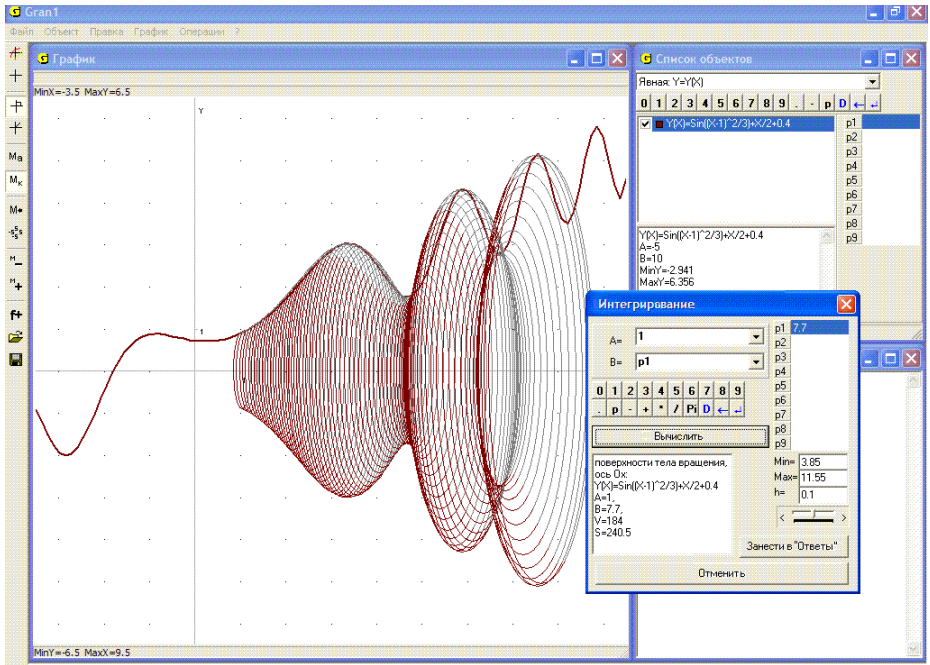 Gran1
Файл Объект Правка График Операции ?
График
MinX=-3.5 MaxY=6.5
Y
1
MinY=-6.5 MaxX=9.5
Ma
Mк
M
M
f+
Список объектов
Явная: Y=Y(X)
0 1 2 3 4 5 6 7 8 9 . - p D ← ↵
Y(X)=Sin((X-1)^2/3)+X/2+0.4
p1
p2
p3
p4
p5
p6
p7
p8
p9
Y(X)=Sin((X-1)^2/3)+X/2+0.4
A=-5
B=10
MinY=-2.941
MaxY=6.356
Интегрирование
A= 1
B= p1
p1 7.7
p2
p3
p4
p5
p6
p7
p8
p9
0 1 2 3 4 5 6 7 8 9
. p - + * / Pi D ← ↵
Вычислить
поверхности тела вращения,
ось Ox:
Y(X)=Sin((X-1)^2/3)+X/2+0.4
A=1,
B=7.7,
V=184
S=240.5
Min= 3.85
Max= 11.55
h= 0.1
< >
Занести в "Ответы"
Отменить